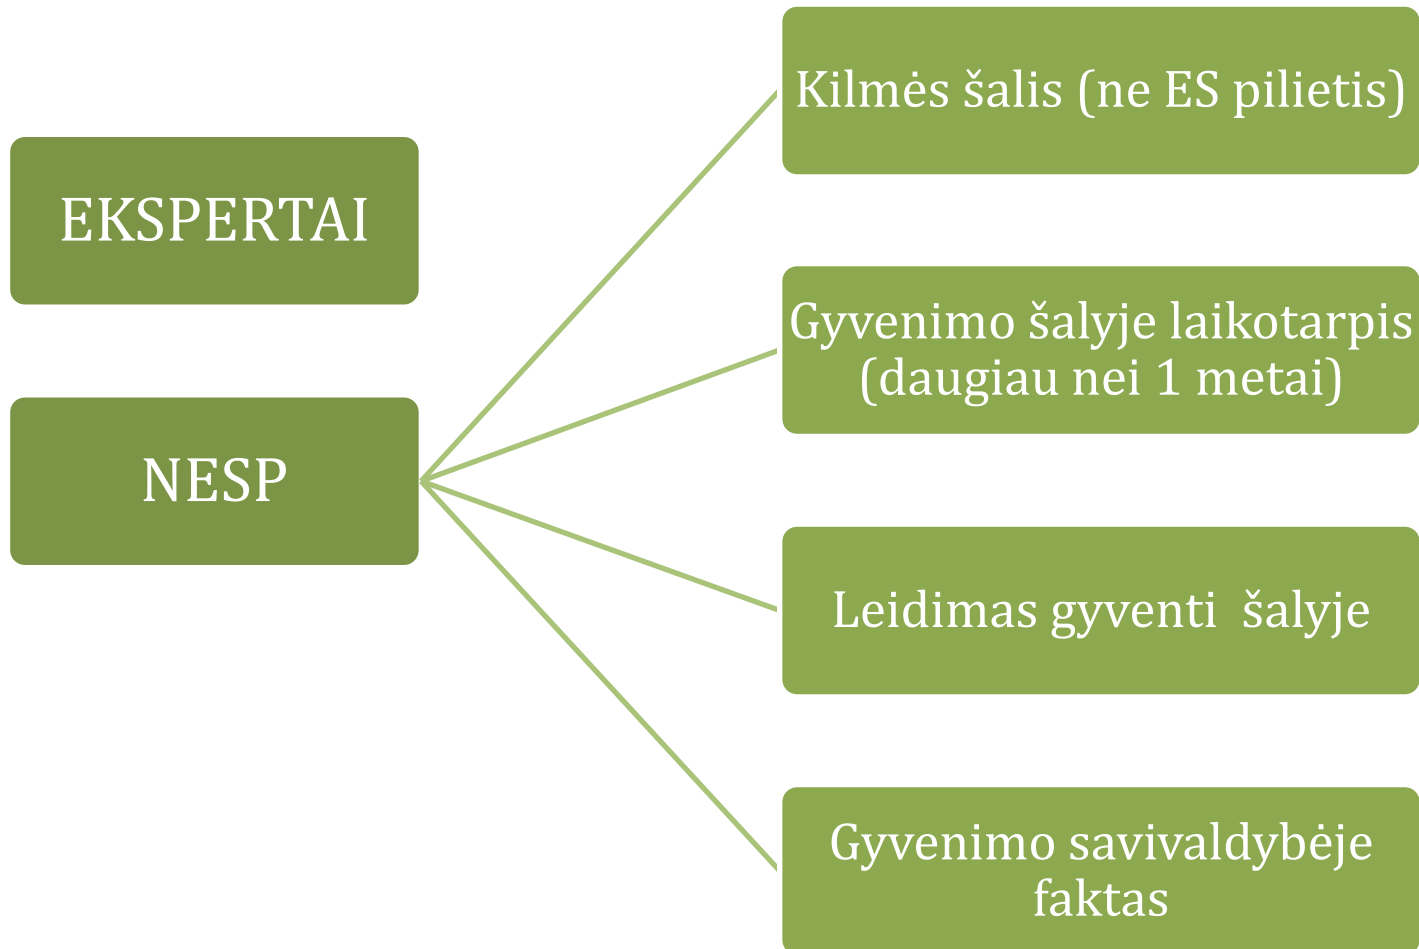 EKSPERTAI
NESP
Kilmės šalis (ne ES pilietis)
Gyvenimo šalyje laikotarpis
(daugiau nei 1 metai)
Leidimas gyventi  šalyje
Gyvenimo savivaldybėje
faktas